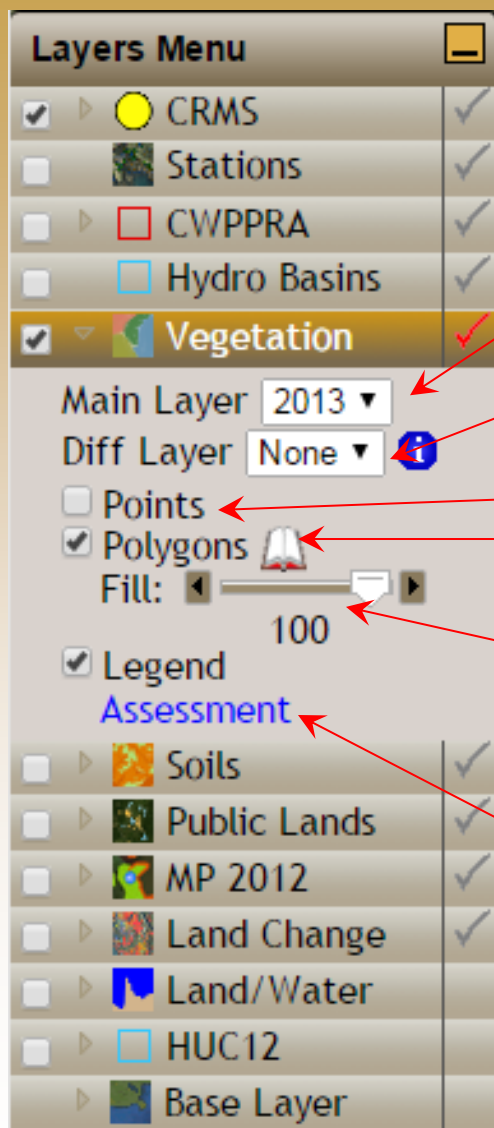 Layers Menu
CRMS
Stations
CWPPRA
Hydro Basins
Vegetation
Main Layer 2013
Diff Layer None i
Points
Polygons
Fill:
100
Legend
Assessment
Soils
Public Lands
MP 2012
Land Change
Land/Water
HUC12
Base Layer